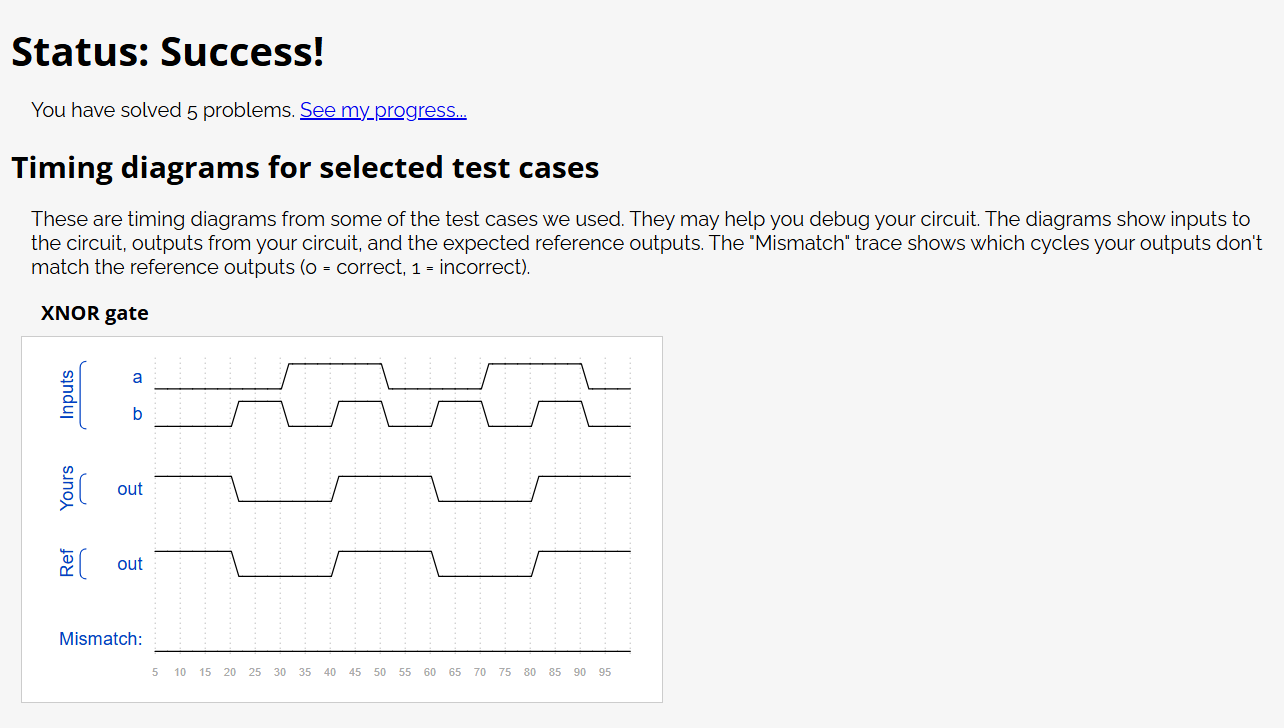 Status: Success!
You have solved 5 problems. See my progress...
Timing diagrams for selected test cases
These are timing diagrams from some of the test cases we used. They may help you debug your circuit. The diagrams show inputs to
the circuit, outputs from your circuit, and the expected reference outputs. The "Mismatch" trace shows which cycles your outputs don't
match the reference outputs (0 = correct, 1 = incorrect).
XNOR gate
Inputs
a
b
Yours
out
Ref
out
Mismatch:
5 10 15 20 25 30 35 40 45 50 55 60 65 70 75 80 85 90 95